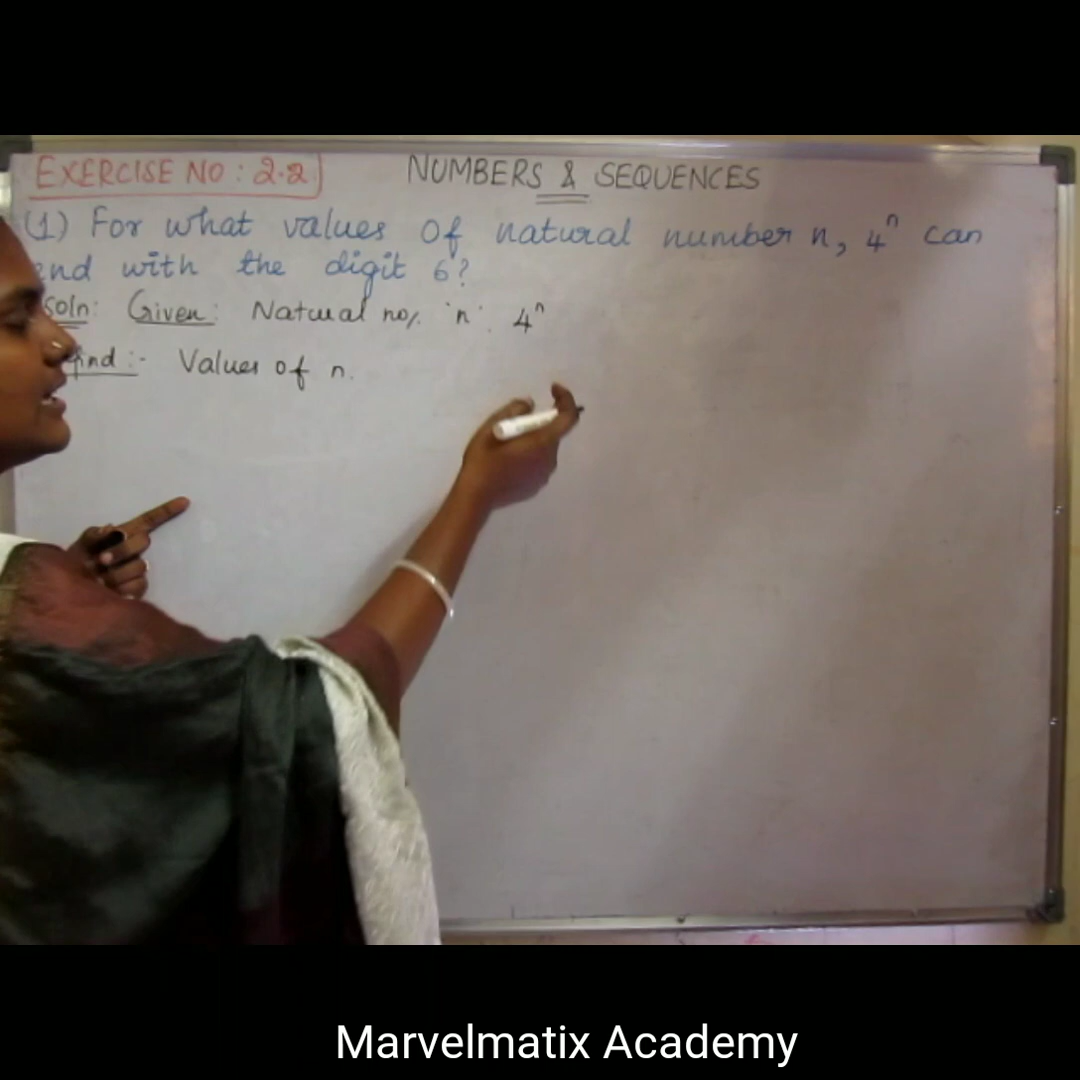 EXERCISE NO : 2.2
NUMBERS & SEQUENCES
(1) For what values of natural number n, 4ⁿ can
end with the digit 6?
Soln: Given: Natural no/. 'n'. 4ⁿ
find :- Values of n.
Marvelmatix Academy